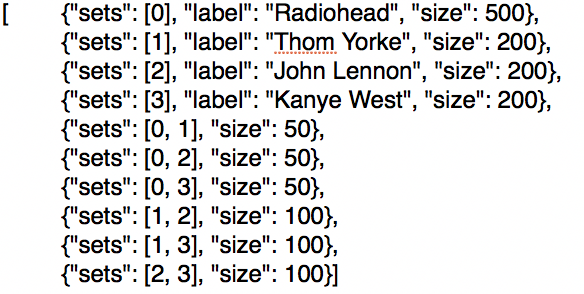 [ {"sets": [0], "label": "Radiohead", "size": 500},
{"sets": [1], "label": "Thom Yorke", "size": 200},
{"sets": [2], "label": "John Lennon", "size": 200},
{"sets": [3], "label": "Kanye West", "size": 200},
{"sets": [0, 1], "size": 50},
{"sets": [0, 2], "size": 50},
{"sets": [0, 3], "size": 50},
{"sets": [1, 2], "size": 100},
{"sets": [1, 3], "size": 100},
{"sets": [2, 3], "size": 100}]